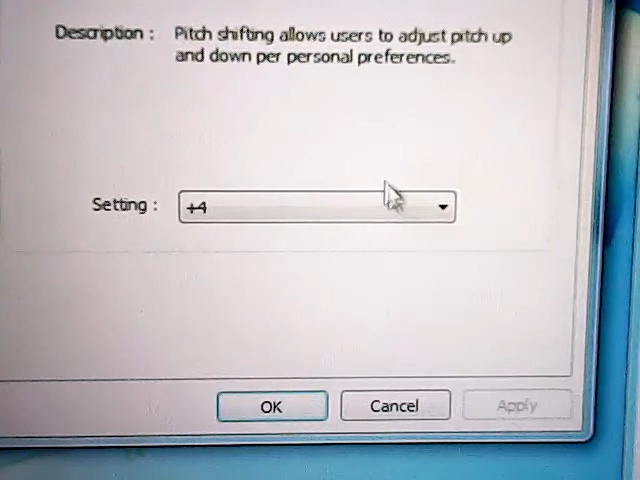 Description : Pitch shifting allows users to adjust pitch up
and down per personal preferences.
Setting : +4
OK Cancel Apply